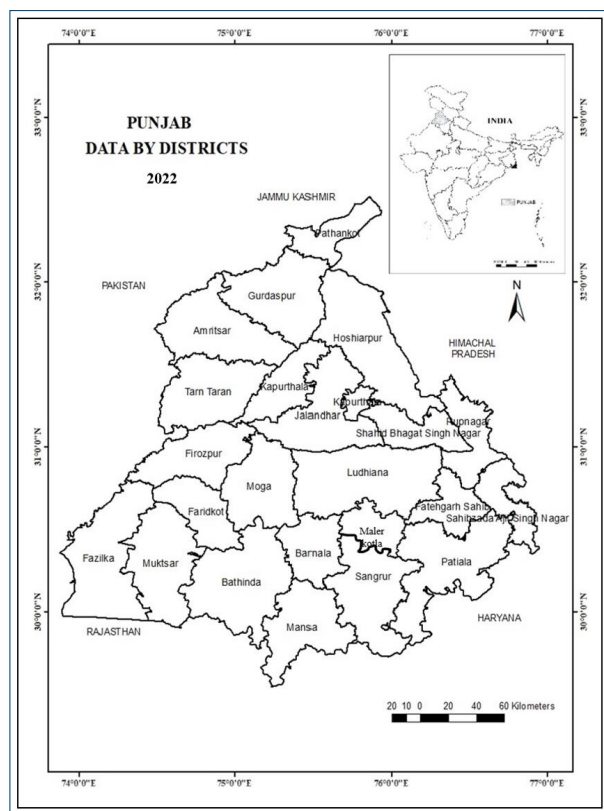 74°0'0"E 75°0'0"E 76°0'0"E 77°0'0"E
PUNJAB
DATA BY DISTRICTS
2022
INDIA
Punjab
N
JAMMU KASHMIR
PAKISTAN
HIMACHAL
PRADESH
HARYANA
RAJASTHAN
Pathankot
Gurdaspur
Amritsar
Hoshiarpur
Tarn Taran
Kapurthala
Kapurthala
Jalandhar
Rupnagar
Shahid Bhagat Singh Nagar
Firozpur
Moga
Ludhiana
Fatehgarh Sahib
Sahibzada Ajit Singh Nagar
Faridkot
Maler
kotla
Fazilka
Muktsar
Bathinda
Barnala
Sangrur
Patiala
Mansa
33°0'0"N
32°0'0"N
31°0'0"N
30°0'0"N
33°0'0"N
32°0'0"N
31°0'0"N
30°0'0"N
20 10 0 20 40 60 Kilometers
74°0'0"E 75°0'0"E 76°0'0"E 77°0'0"E